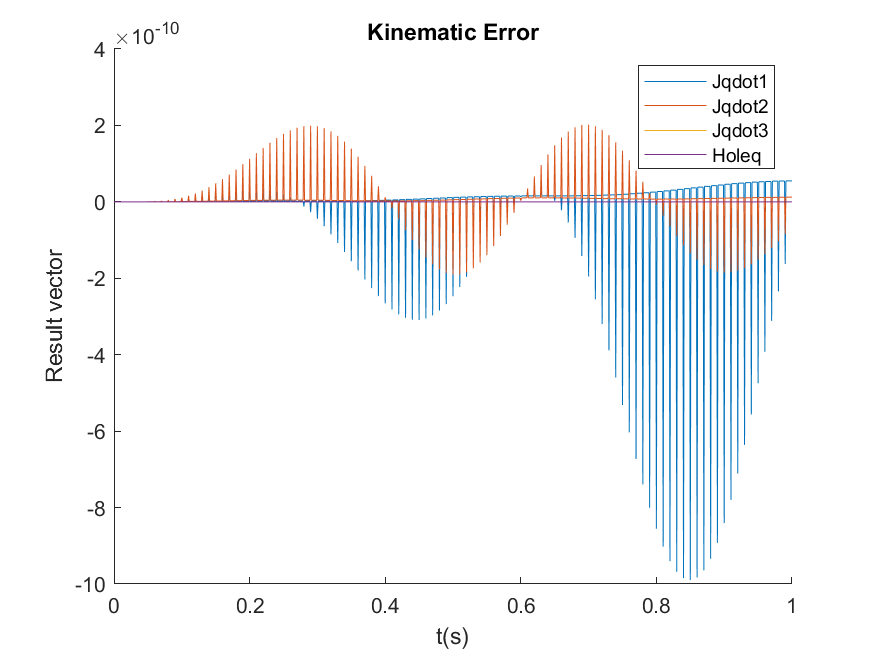 Kinematic Error
×10⁻¹⁰
4
2
0
-2
-4
-6
-8
-10
Result vector
Jqdot1
Jqdot2
Jqdot3
Holeq
0 0.2 0.4 0.6 0.8 1
t(s)